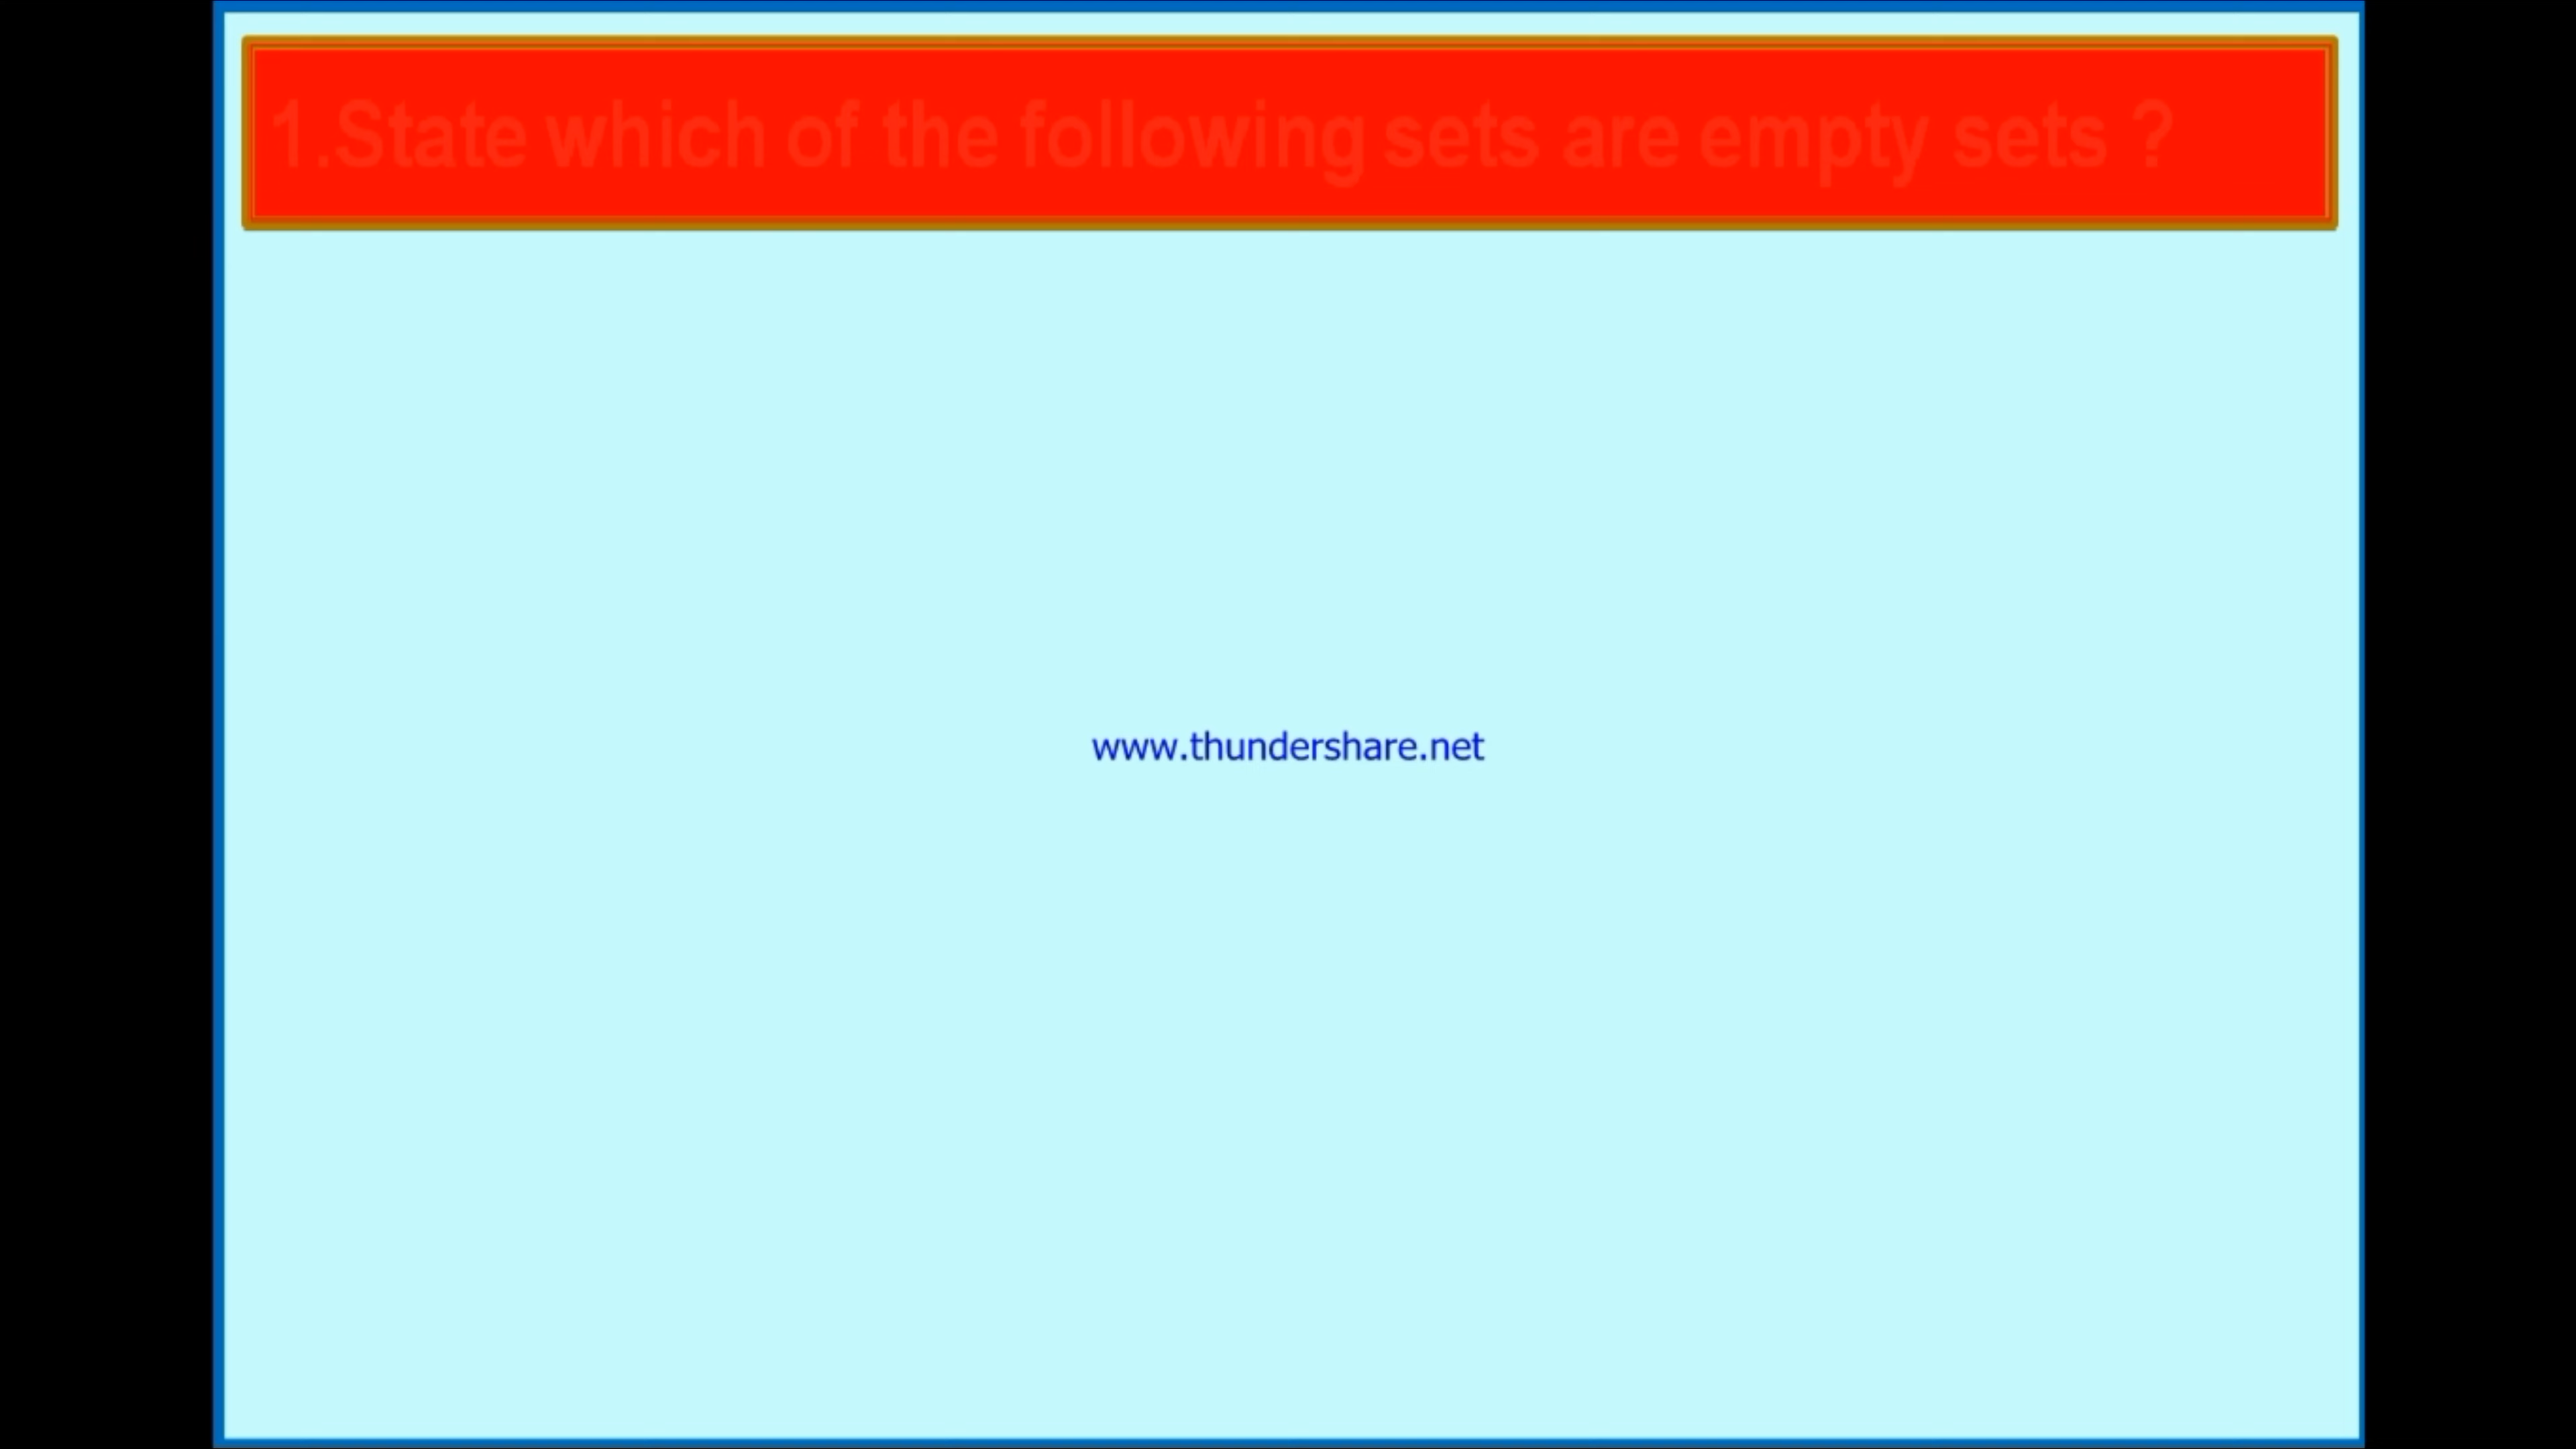 1.State which of the following sets are empty sets ?
www.thundershare.net